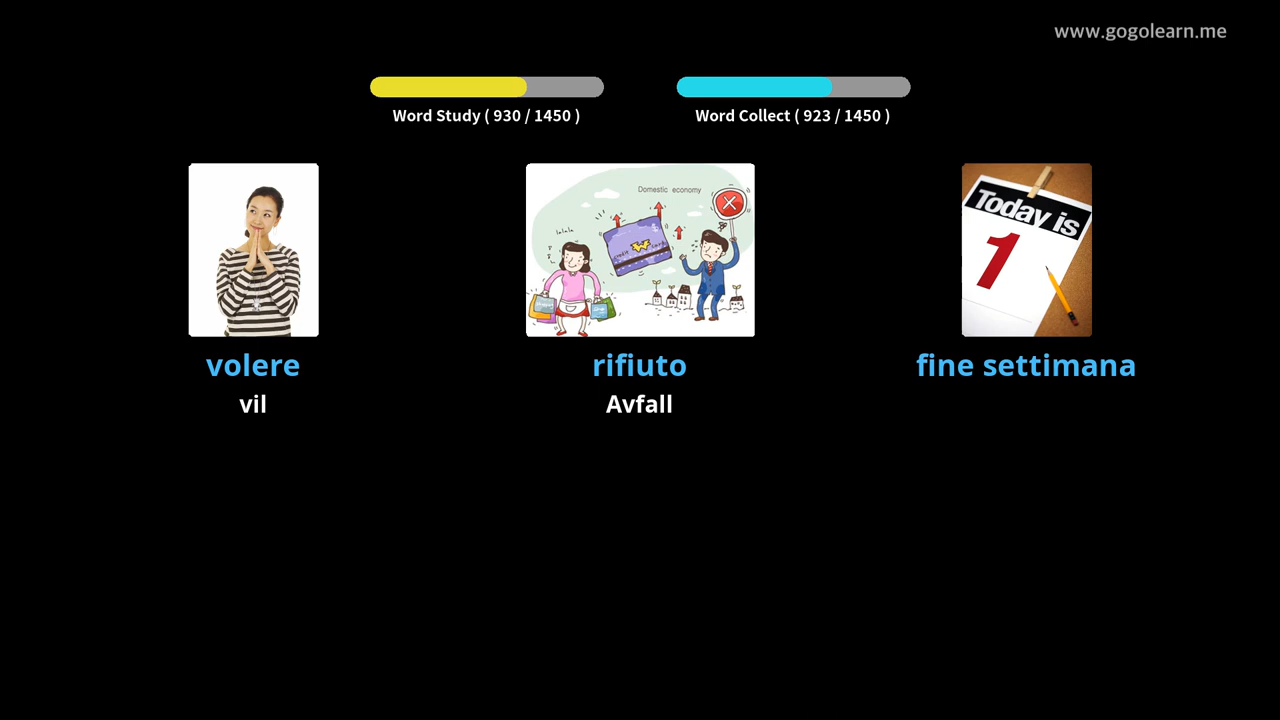 www.gogolearn.me
Word Study ( 930 / 1450 )
Word Collect ( 923 / 1450 )
Domestic economy
lalala
Today is
1
volere
rifiuto
fine settimana
vil
Avfall